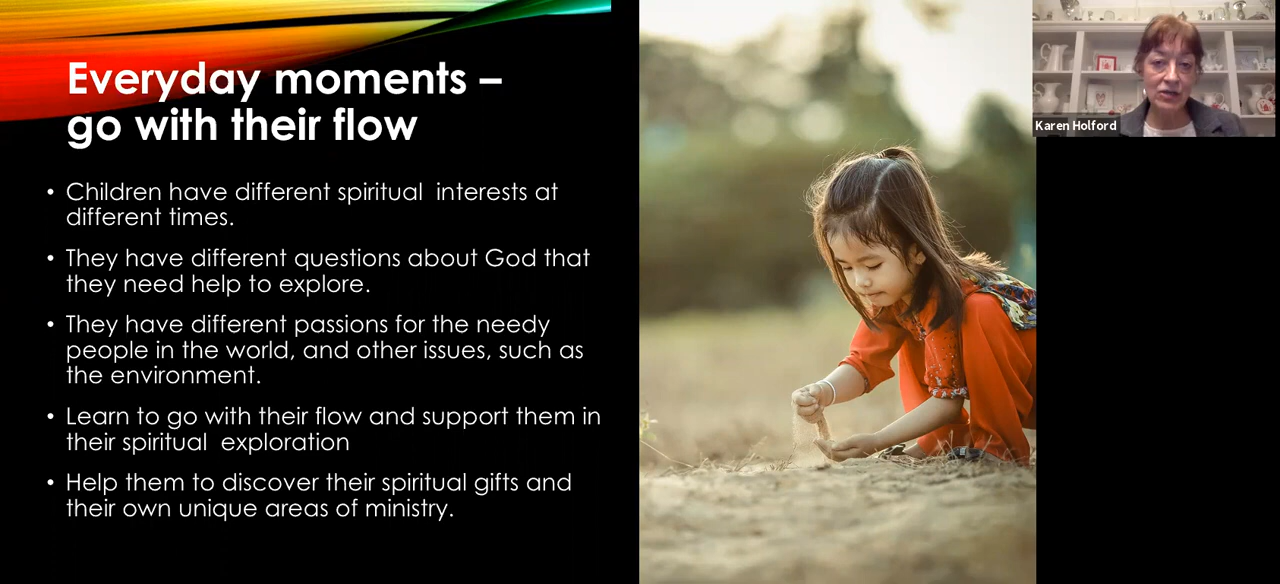 Everyday moments –
go with their flow
• Children have different spiritual  interests at
different times.
• They have different questions about God that
they need help to explore.
• They have different passions for the needy
people in the world, and other issues, such as
the environment.
• Learn to go with their flow and support them in
their spiritual  exploration
• Help them to discover their spiritual gifts and
their own unique areas of ministry.
Karen Holford